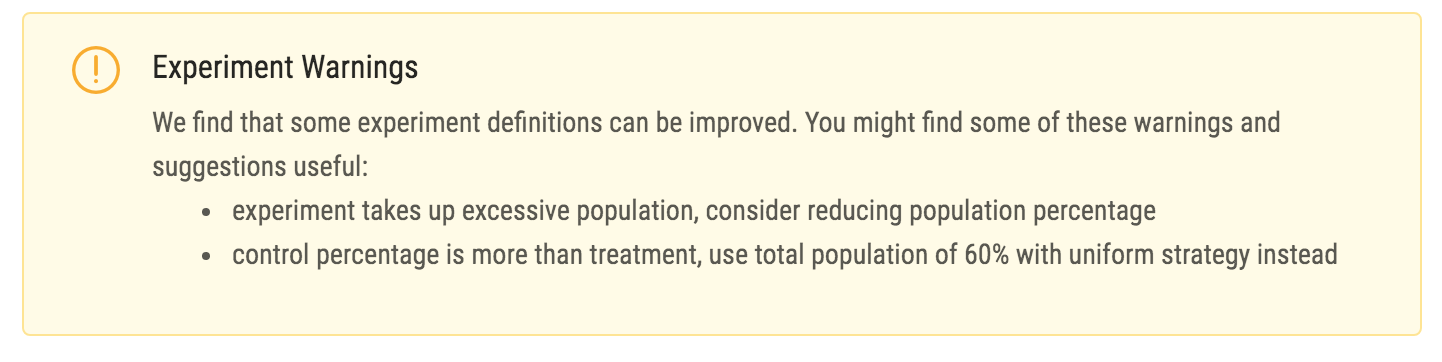 Experiment Warnings
We find that some experiment definitions can be improved. You might find some of these warnings and
suggestions useful:
• experiment takes up excessive population, consider reducing population percentage
• control percentage is more than treatment, use total population of 60% with uniform strategy instead